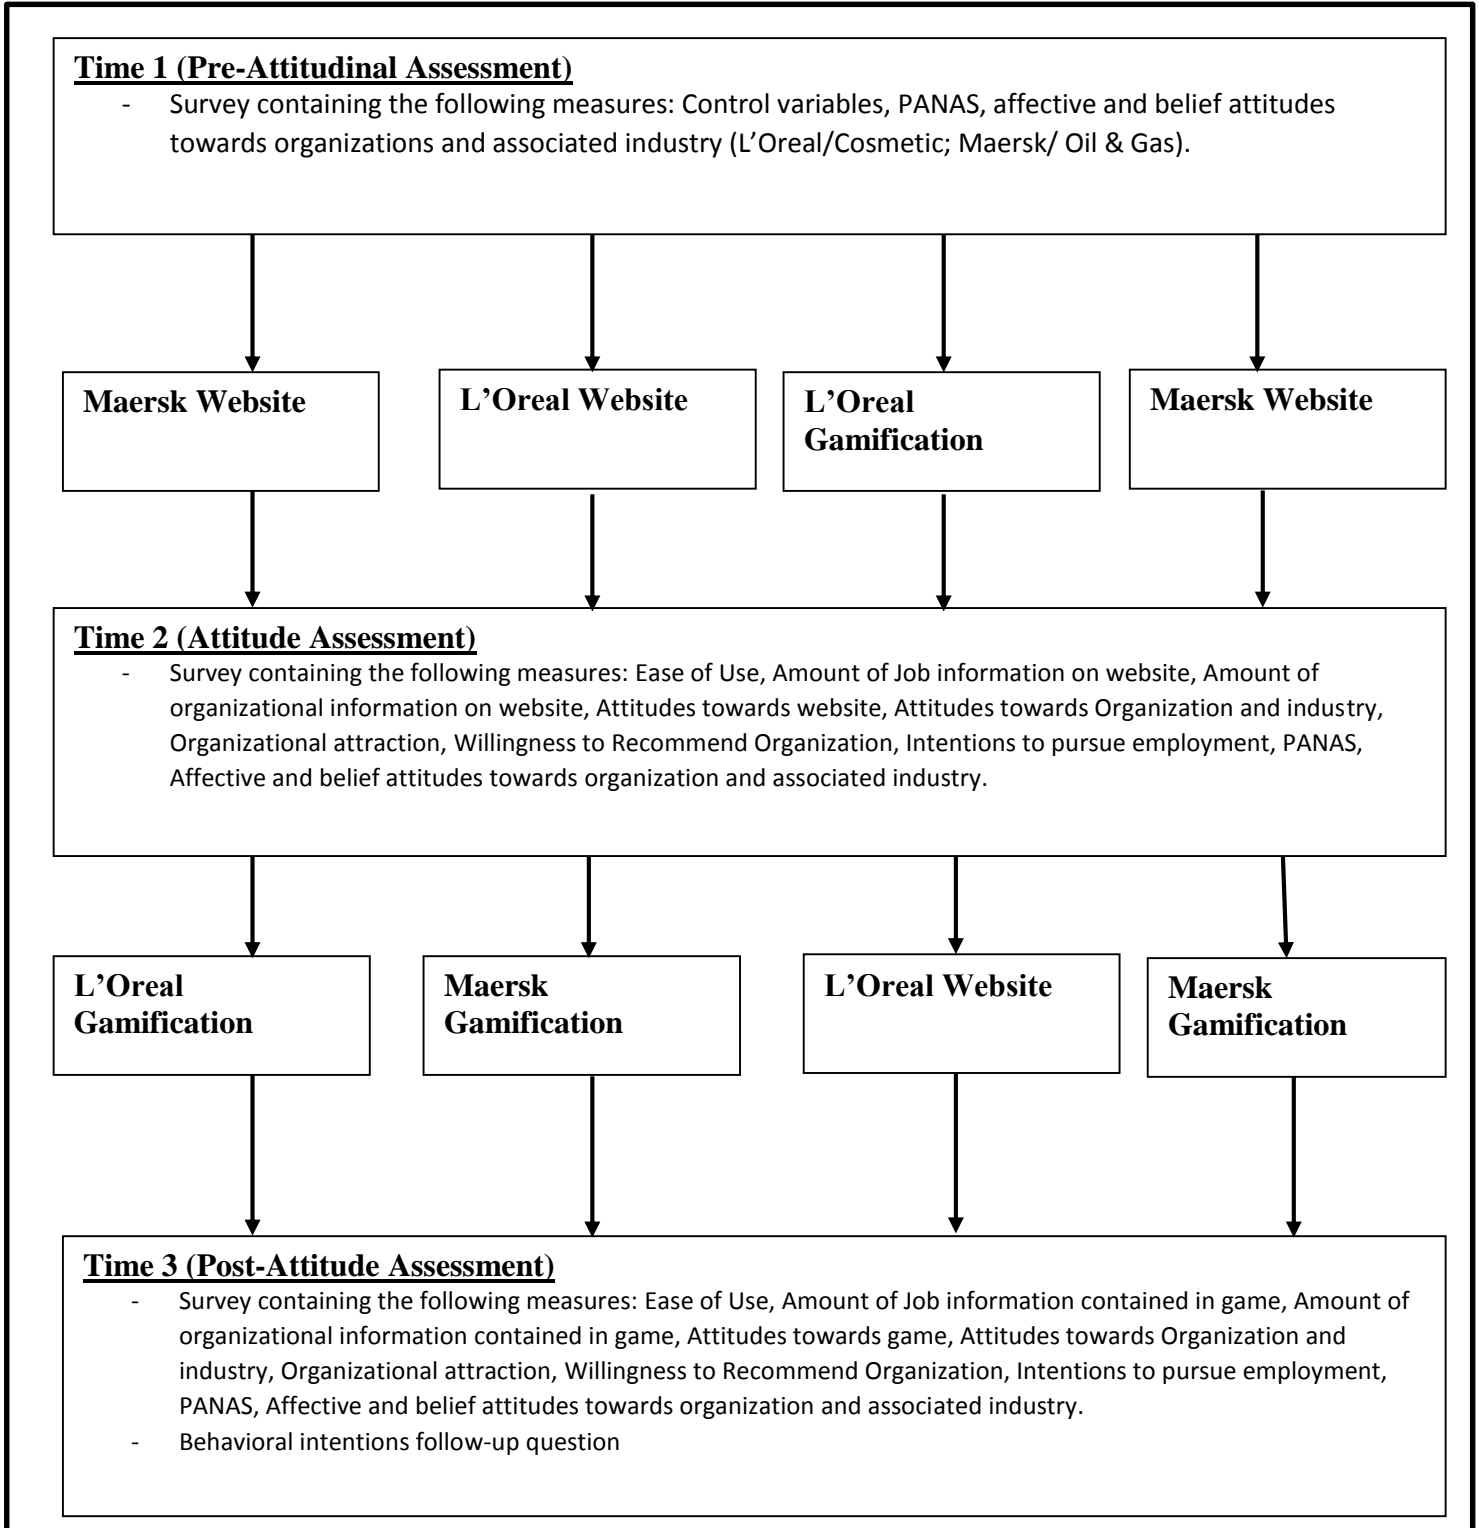 Time 1 (Pre-Attitudinal Assessment)
- Survey containing the following measures: Control variables, PANAS, affective and belief attitudes
towards organizations and associated industry (L’Oreal/Cosmetic; Maersk/ Oil & Gas).
Maersk Website
L’Oreal Website
L’Oreal
Gamification
Maersk Website
Time 2 (Attitude Assessment)
- Survey containing the following measures: Ease of Use, Amount of Job information on website, Amount of
organizational information on website, Attitudes towards website, Attitudes towards Organization and industry,
Organizational attraction, Willingness to Recommend Organization, Intentions to pursue employment, PANAS,
Affective and belief attitudes towards organization and associated industry.
L’Oreal
Gamification
Maersk
Gamification
L’Oreal Website
Maersk
Gamification
Time 3 (Post-Attitude Assessment)
- Survey containing the following measures: Ease of Use, Amount of Job information contained in game, Amount of
organizational information contained in game, Attitudes towards game, Attitudes towards Organization and
industry, Organizational attraction, Willingness to Recommend Organization, Intentions to pursue employment,
PANAS, Affective and belief attitudes towards organization and associated industry.
- Behavioral intentions follow-up question